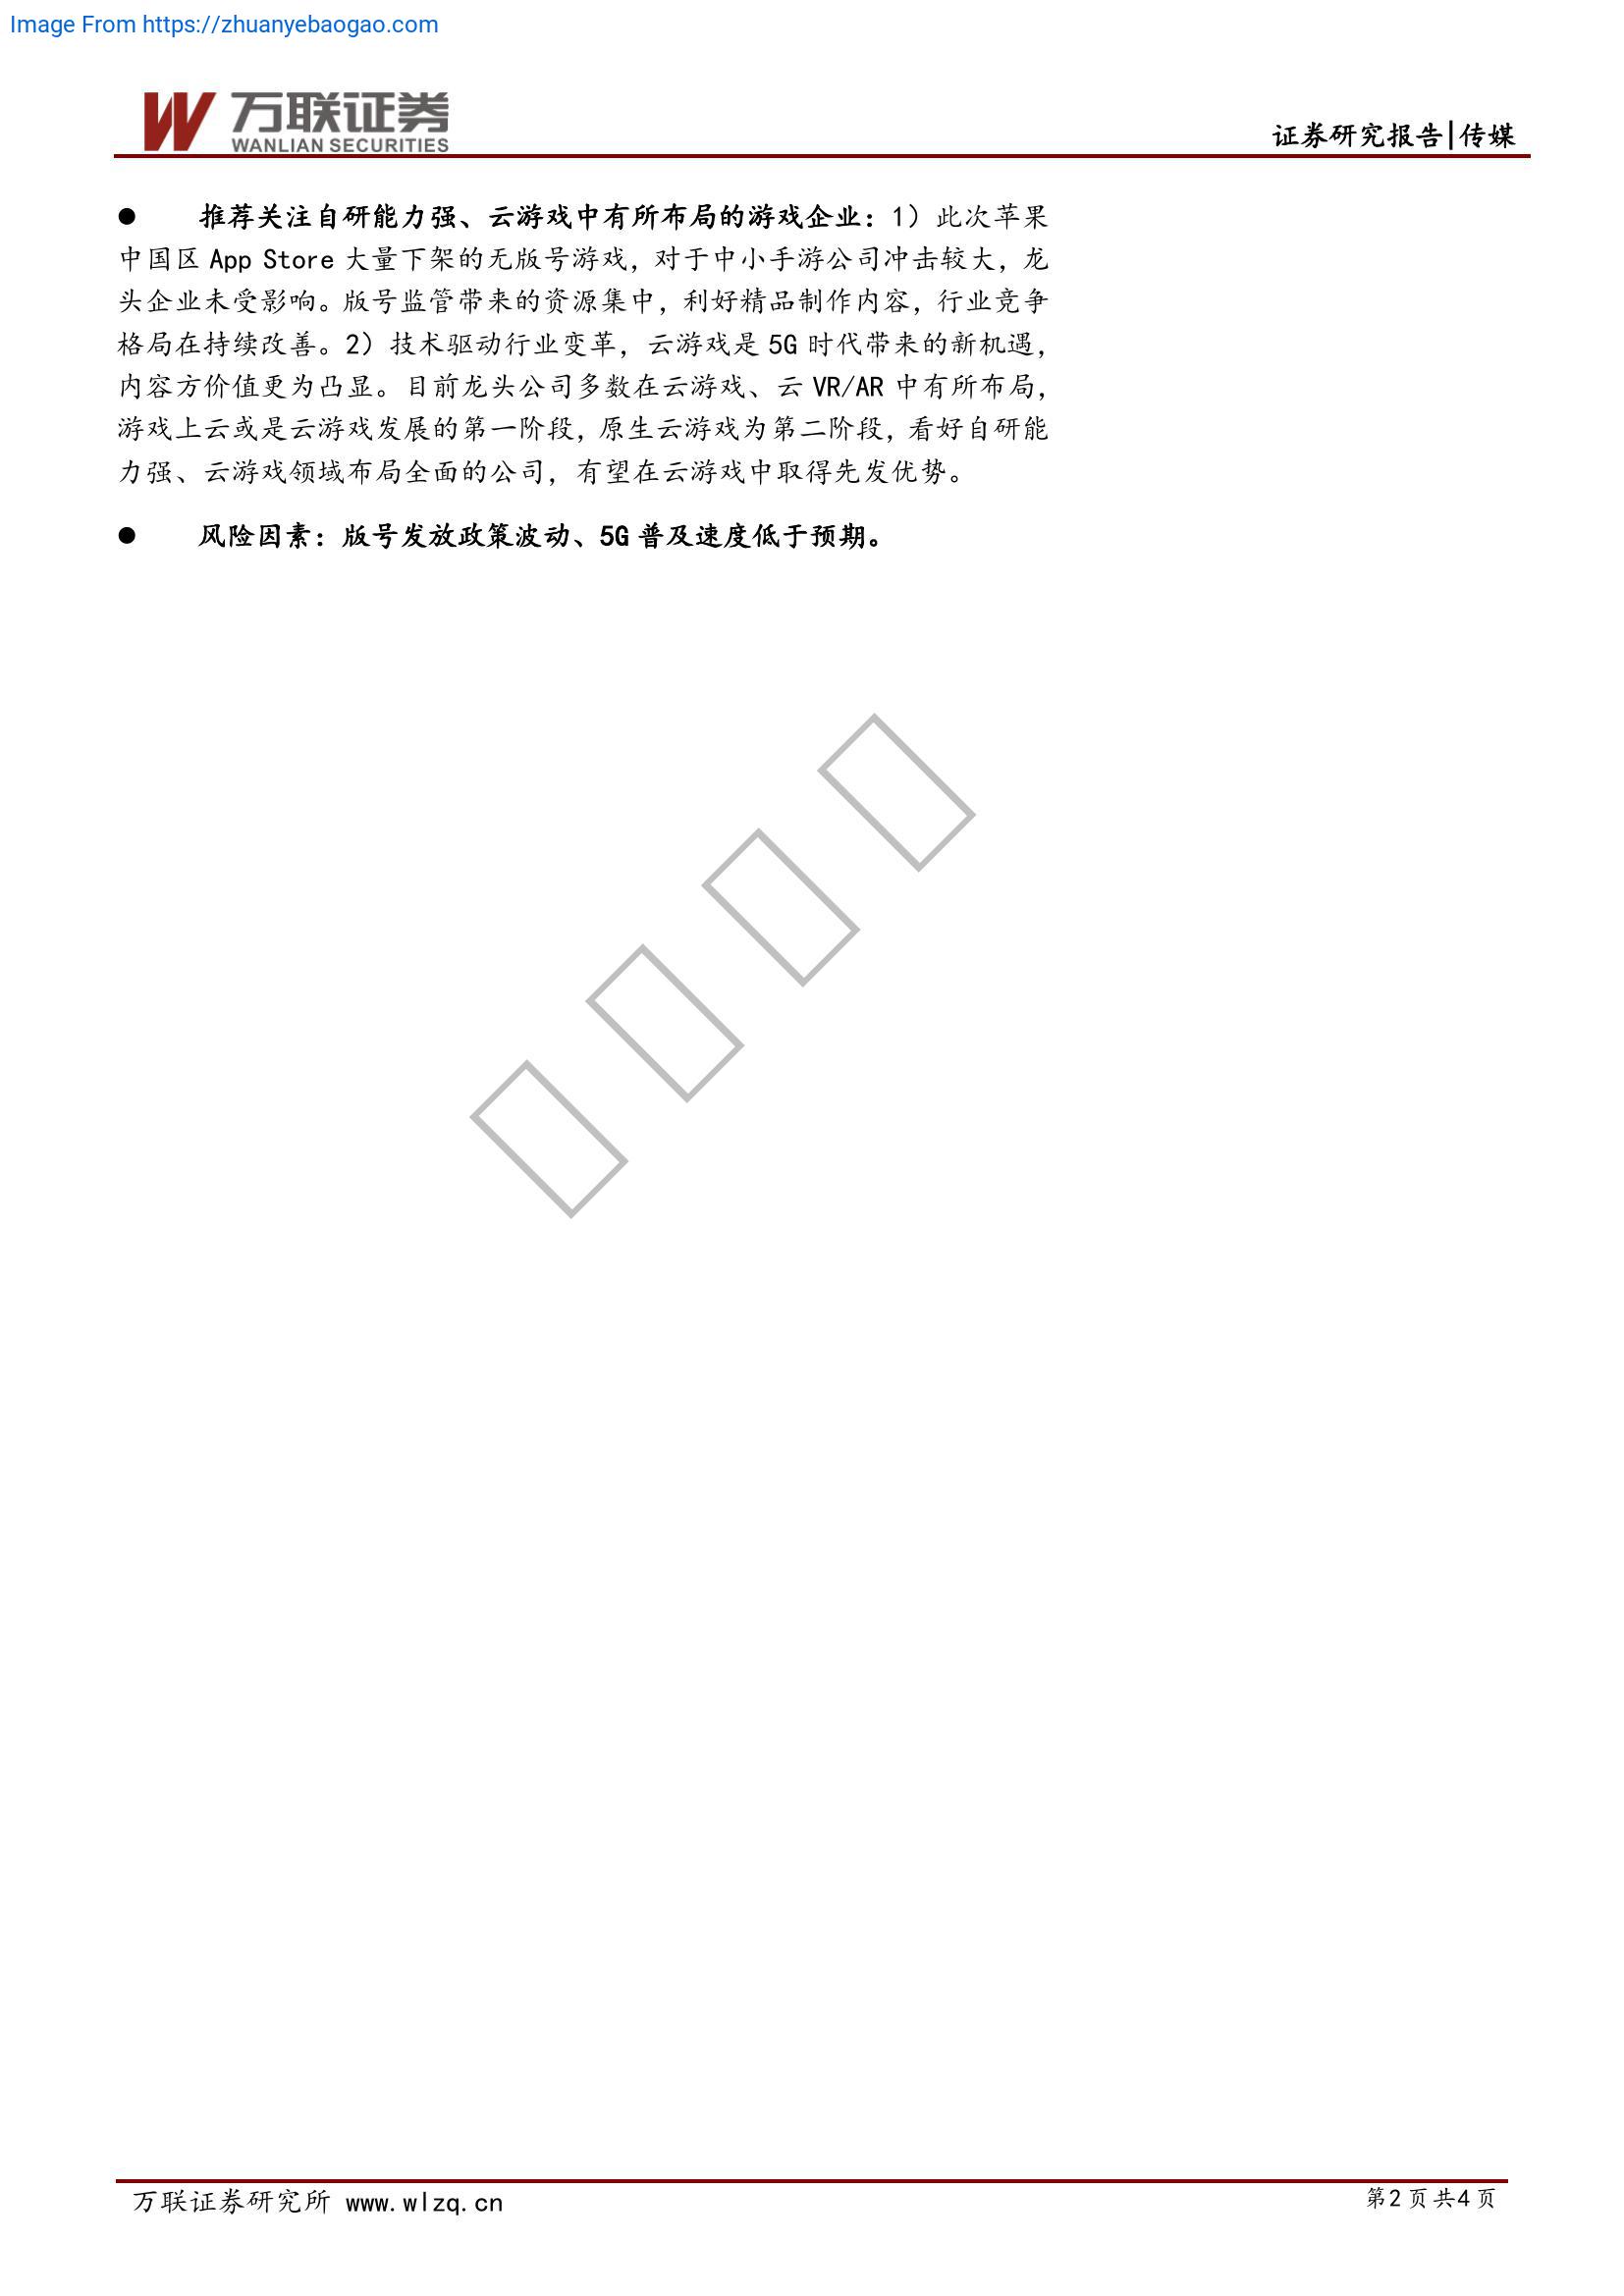 Image From https://zhuanyebaogao.com
万联证券
WANLIAN SECURITIES
证券研究报告|传媒
● 推荐关注自研能力强、云游戏中有所布局的游戏企业：1）此次苹果
中国区 App Store 大量下架的无版号游戏，对于中小手游公司冲击较大，龙
头企业未受影响。版号监管带来的资源集中，利好精品制作内容，行业竞争
格局在持续改善。2）技术驱动行业变革，云游戏是 5G 时代带来的新机遇，
内容方价值更为凸显。目前龙头公司多数在云游戏、云 VR/AR 中有所布局，
游戏上云或是云游戏发展的第一阶段，原生云游戏为第二阶段，看好自研能
力强、云游戏领域布局全面的公司，有望在云游戏中取得先发优势。
● 风险因素：版号发放政策波动、5G 普及速度低于预期。
万联证券研究所 www.wlzq.cn
第2页共4页